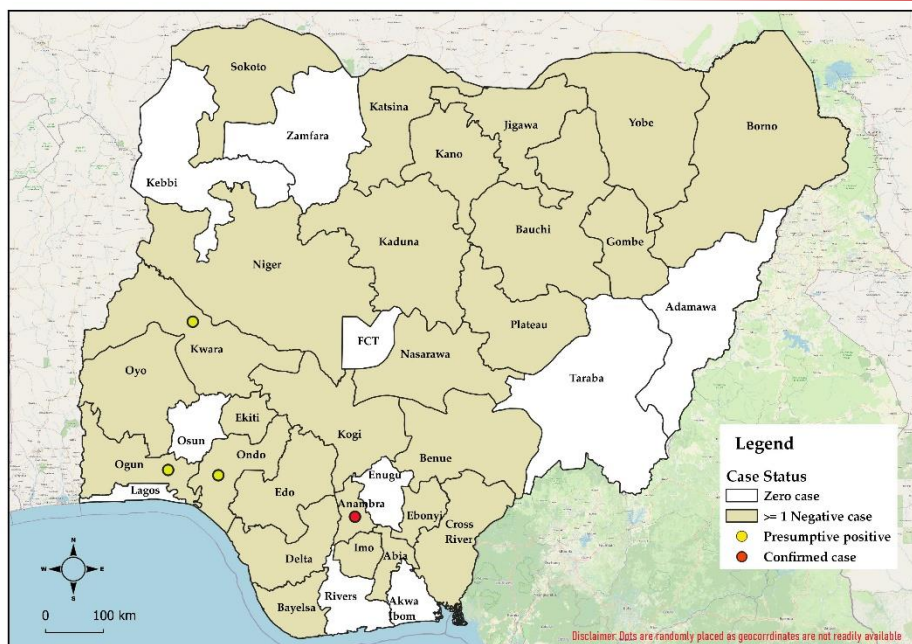 Sokoto
Katsina
Zamfara
Jigawa
Yobe
Borno
Kano
Kebbi
Kaduna
Bauchi
Gombe
Niger
Adamawa
Plateau
Kwara
FCT
Nasarawa
Taraba
Oyo
Ekiti
Osun
Kogi
Ondo
Benue
Ogun
Enugu
Lagos
Edo
Anambra
Ebonyi
Cross
River
Imo
Abia
Delta
Rivers
Akwa
Ibom
Bayelsa
Legend
Case Status
Zero case
>= 1 Negative case
Presumptive positive
Confirmed case
N
W
E
S
0 100 km
Disclaimer: Dots are randomly placed as geocordinates are not readily available